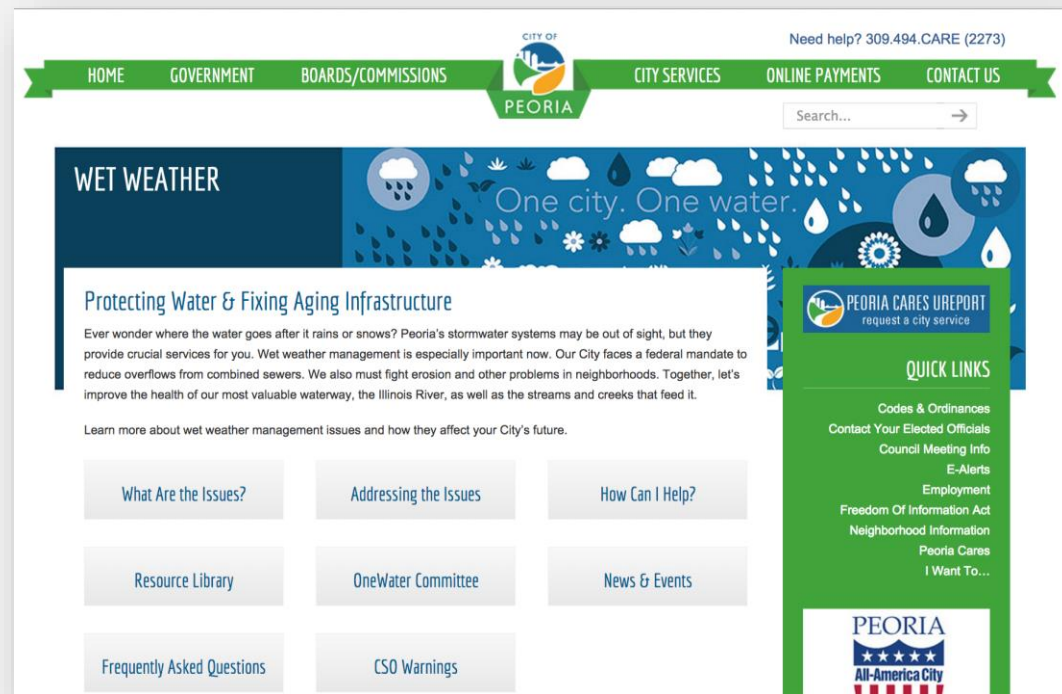 CITY OF
PEORIA
Need help? 309.494.CARE (2273)
HOME GOVERNMENT BOARDS/COMMISSIONS CITY SERVICES ONLINE PAYMENTS CONTACT US
Search...
WET WEATHER
One city. One water.
Protecting Water & Fixing Aging Infrastructure
Ever wonder where the water goes after it rains or snows? Peoria's stormwater systems may be out of sight, but they
provide crucial services for you. Wet weather management is especially important now. Our City faces a federal mandate to
reduce overflows from combined sewers. We also must fight erosion and other problems in neighborhoods. Together, let's
improve the health of our most valuable waterway, the Illinois River, as well as the streams and creeks that feed it.
Learn more about wet weather management issues and how they affect your City's future.
What Are the Issues?
Addressing the Issues
How Can I Help?
Resource Library
OneWater Committee
News & Events
Frequently Asked Questions
CSO Warnings
PEORIA CARES UREPORT
request a city service
QUICK LINKS
Codes & Ordinances
Contact Your Elected Officials
Council Meeting Info
E-Alerts
Employment
Freedom Of Information Act
Neighborhood Information
Peoria Cares
I Want To...
PEORIA
All-America City